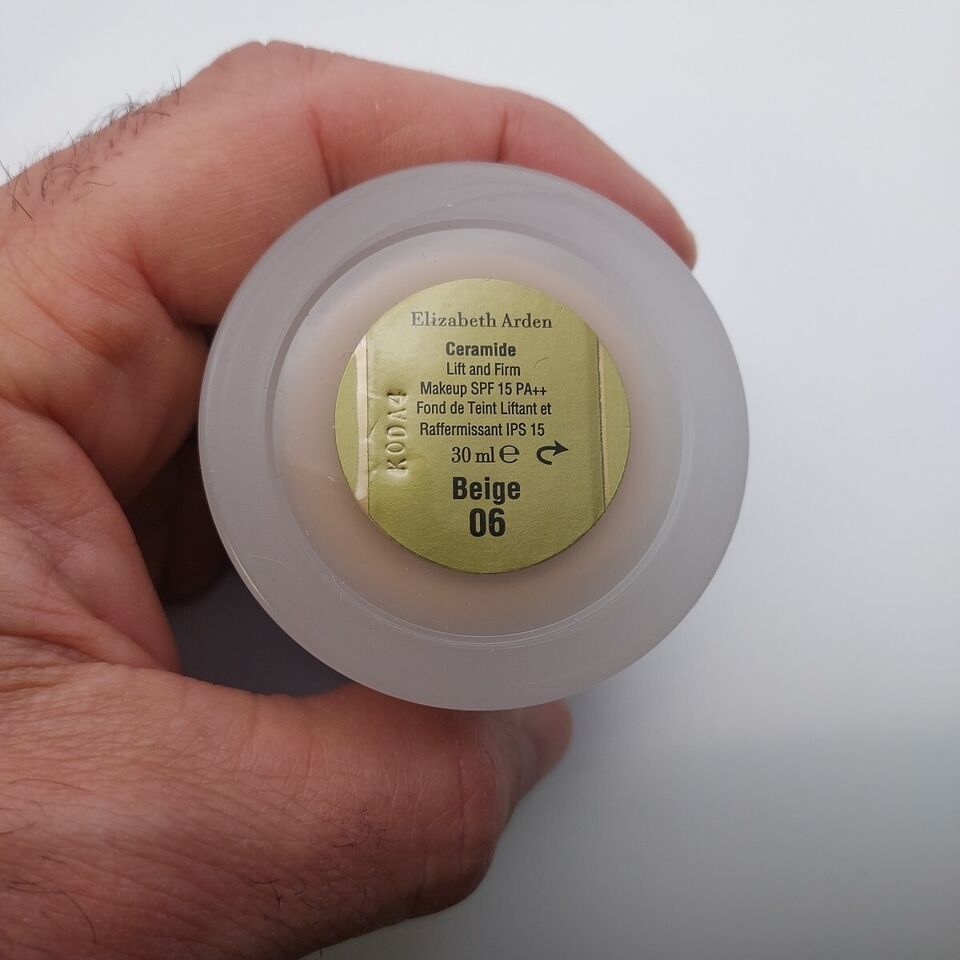 Elizabeth Arden
Ceramide
Lift and Firm
Makeup SPF 15 PA++
Fond de Teint Liftant et
Raffermissant IPS 15
30 ml ℮
Beige
06
KODA4